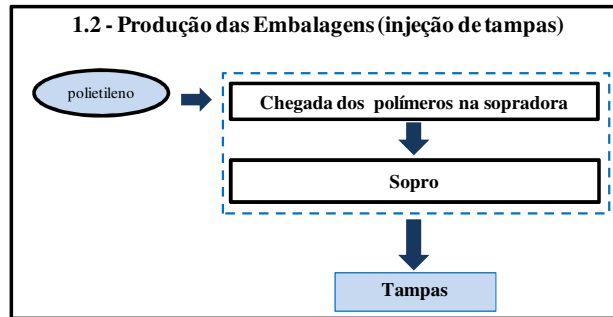 1.2 - Produção das Embalagens (injeção de tampas)
polietileno
Chegada dos polímeros na sopradora
Sopro
Tampas